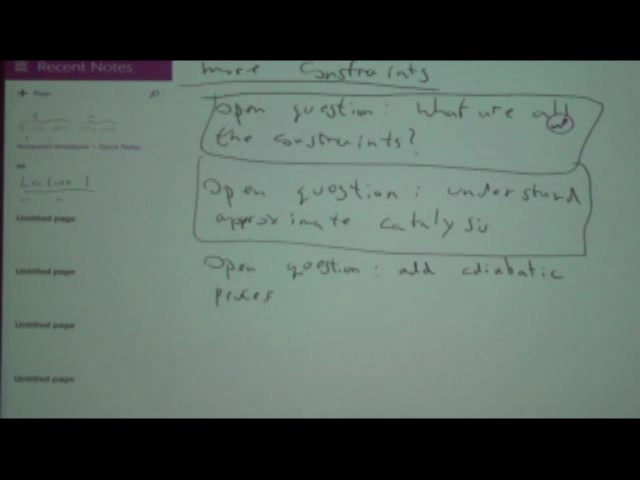 Recent Notes
more Constraints
+ Page
Open question: What are all
the constraints?
Lecture 1
Open question: understand
approximate catalysis
Untitled page
Open question: add adiabatic
proces
Untitled page
Untitled page
Untitled page